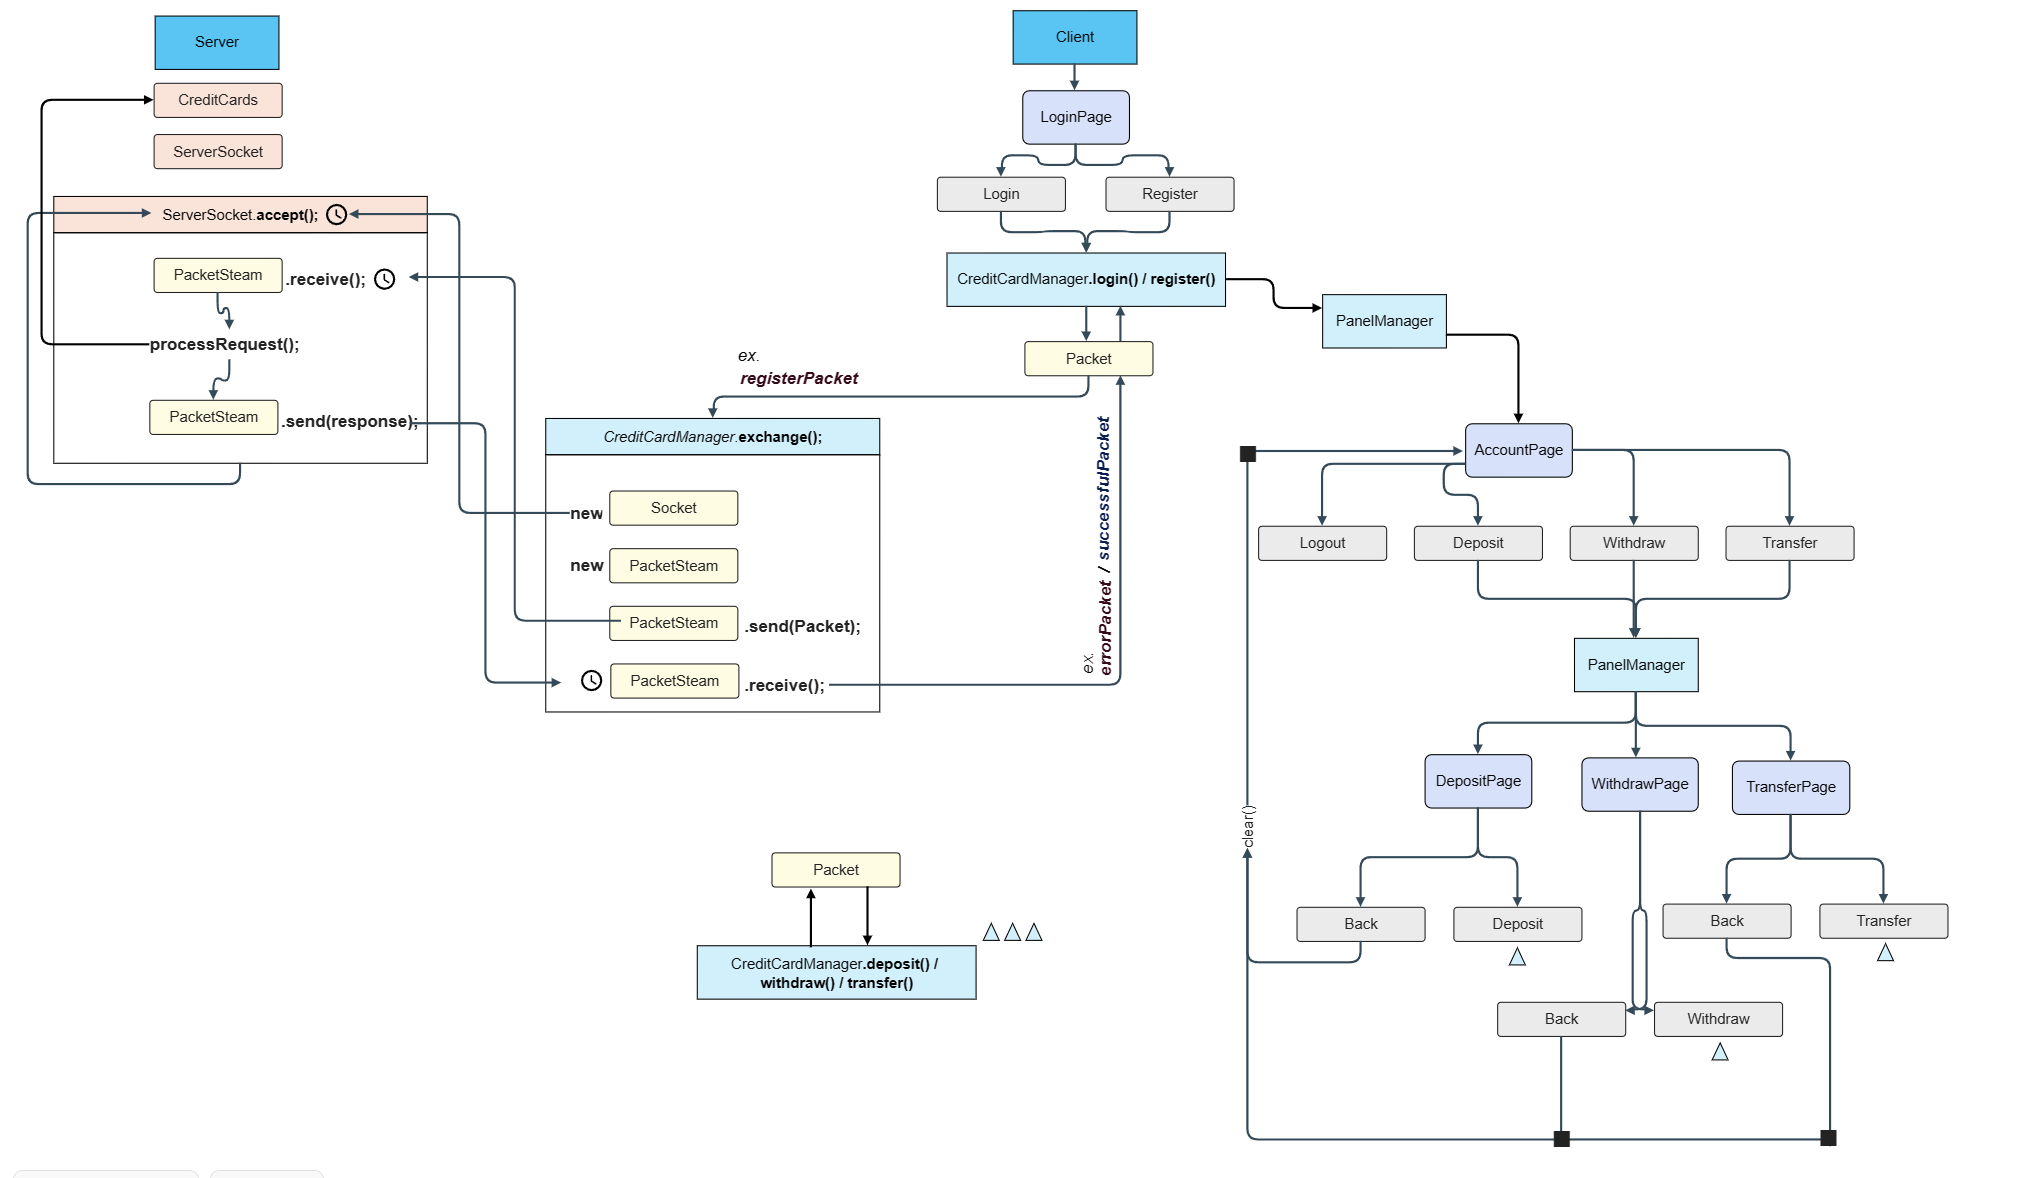 Server
CreditCards
ServerSocket
ServerSocket.accept();
PacketSteam
.receive();
processRequest();
PacketSteam
.send(response);
Client
LoginPage
Login
Register
CreditCardManager.login() / register()
Packet
PanelManager
ex.
registerPacket
CreditCardManager.exchange();
new
Socket
new
PacketSteam
PacketSteam
.send(Packet);
PacketSteam
.receive();
ex.
errorPacket / successfulPacket
AccountPage
Logout
Deposit
Withdraw
Transfer
PanelManager
DepositPage
WithdrawPage
TransferPage
clear()
Back
Deposit
Back
Transfer
Back
Withdraw
Packet
CreditCardManager.deposit() /
withdraw() / transfer()